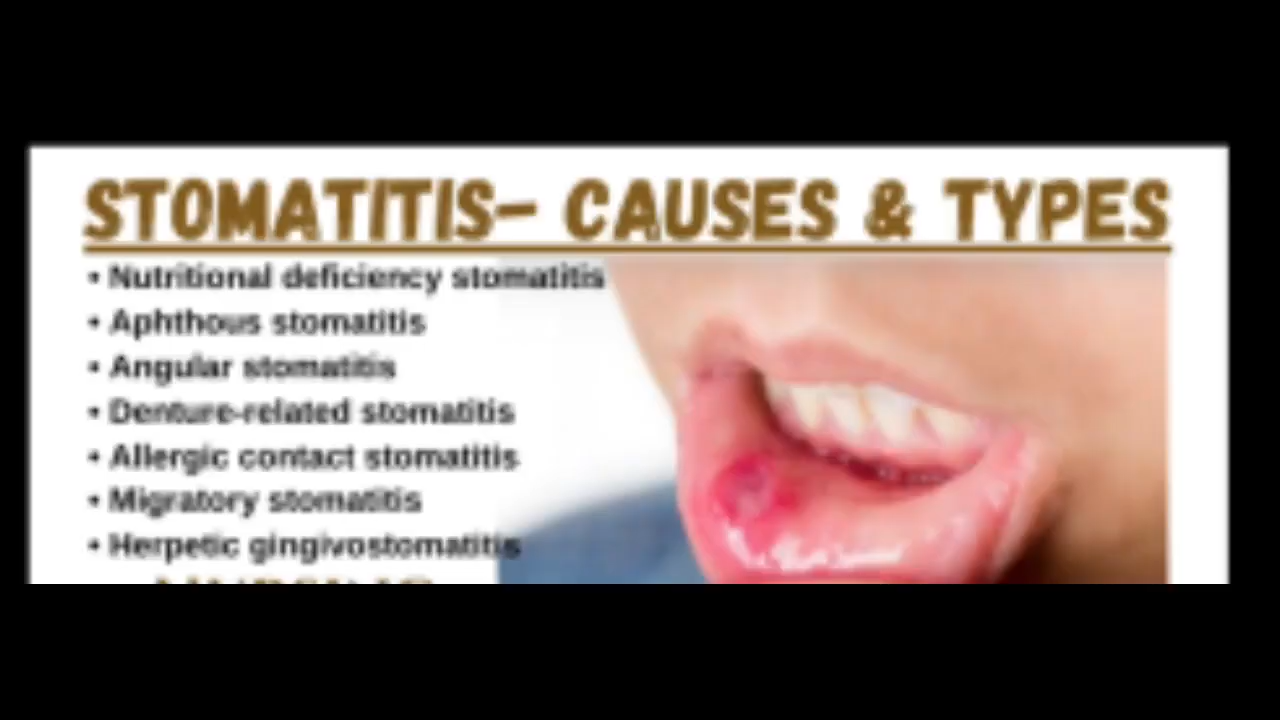 STOMATITIS- CAUSES & TYPES
• Nutritional deficiency stomatitis
• Aphthous stomatitis
• Angular stomatitis
• Denture-related stomatitis
• Allergic contact stomatitis
• Migratory stomatitis
• Herpetic gingivostomatitis